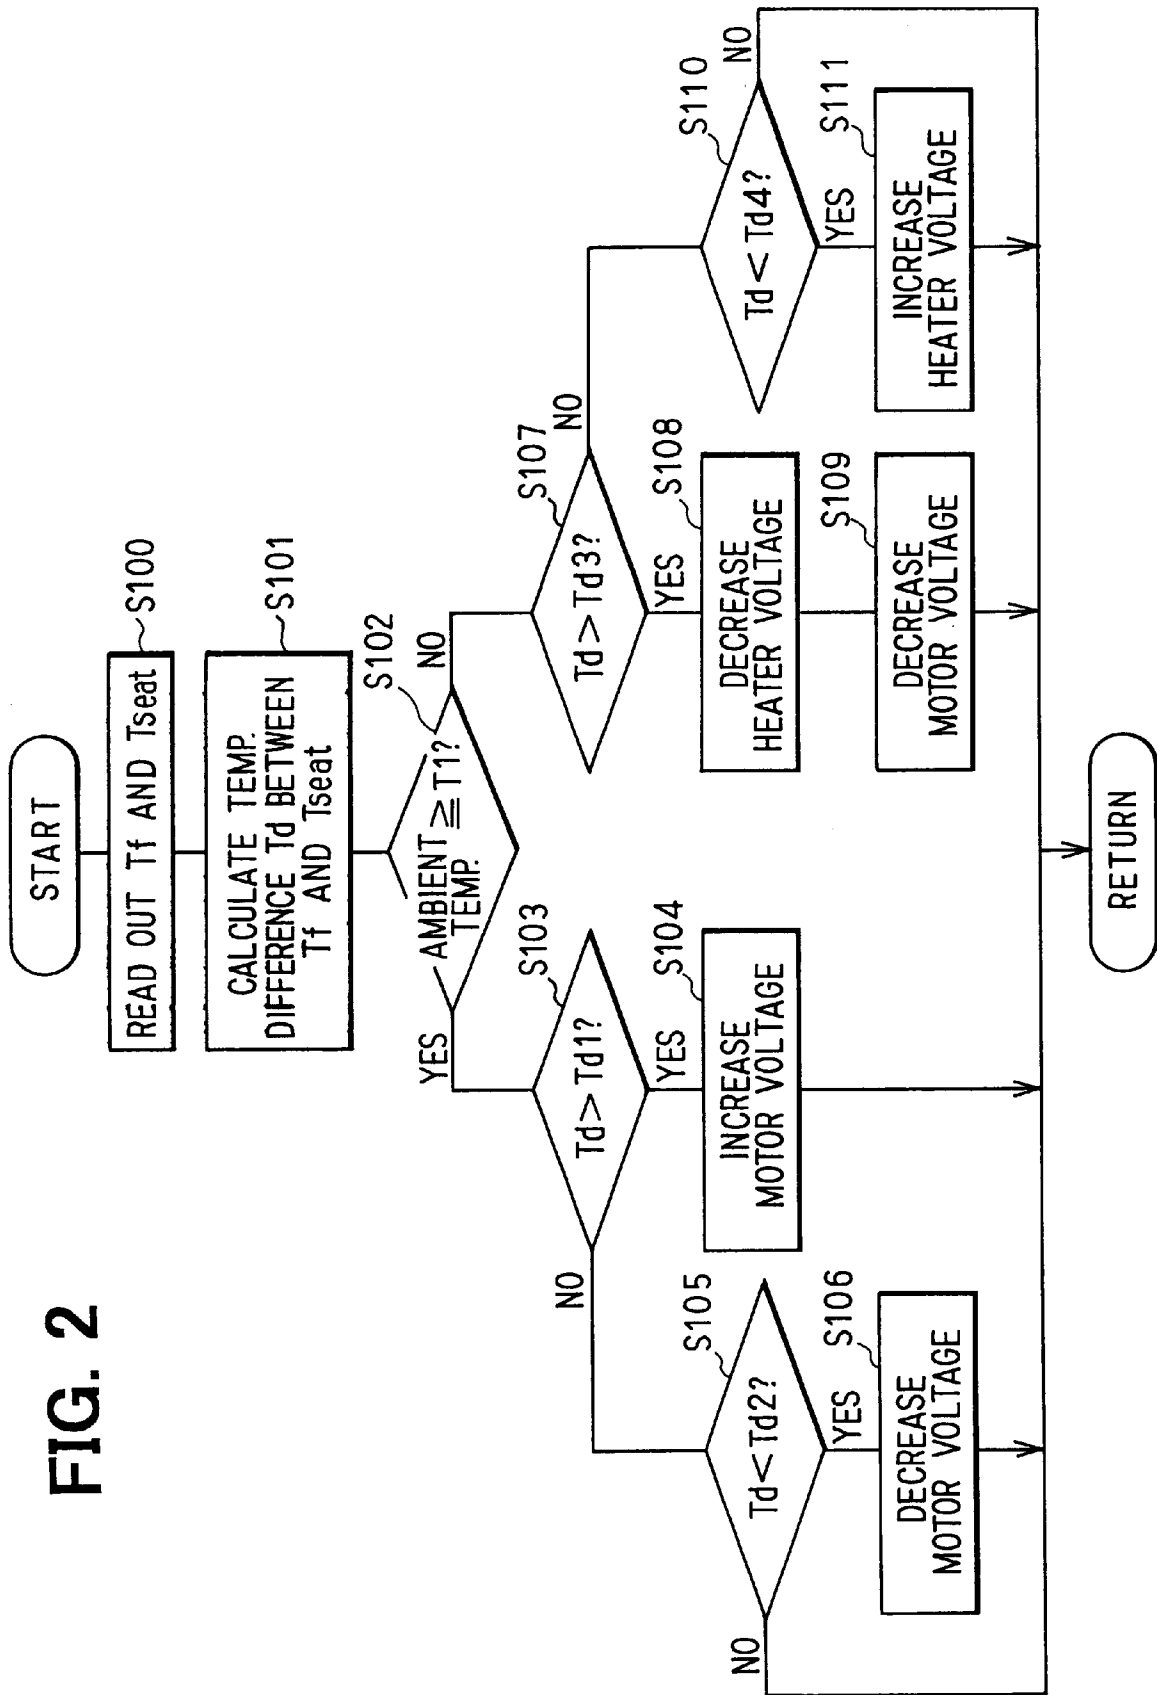 FIG. 2
START
READ OUT Tf AND Tseat
S100
CALCULATE TEMP.
DIFFERENCE Td BETWEEN
Tf AND Tseat
S101
AMBIENT ≧ T1?
TEMP.
S102
YES
NO
Td > Td1?
S103
YES
NO
INCREASE
MOTOR VOLTAGE
S104
Td < Td2?
S105
YES
NO
DECREASE
MOTOR VOLTAGE
S106
Td > Td3?
S107
YES
NO
DECREASE
HEATER VOLTAGE
S108
DECREASE
MOTOR VOLTAGE
S109
Td < Td4?
S110
YES
NO
INCREASE
HEATER VOLTAGE
S111
RETURN